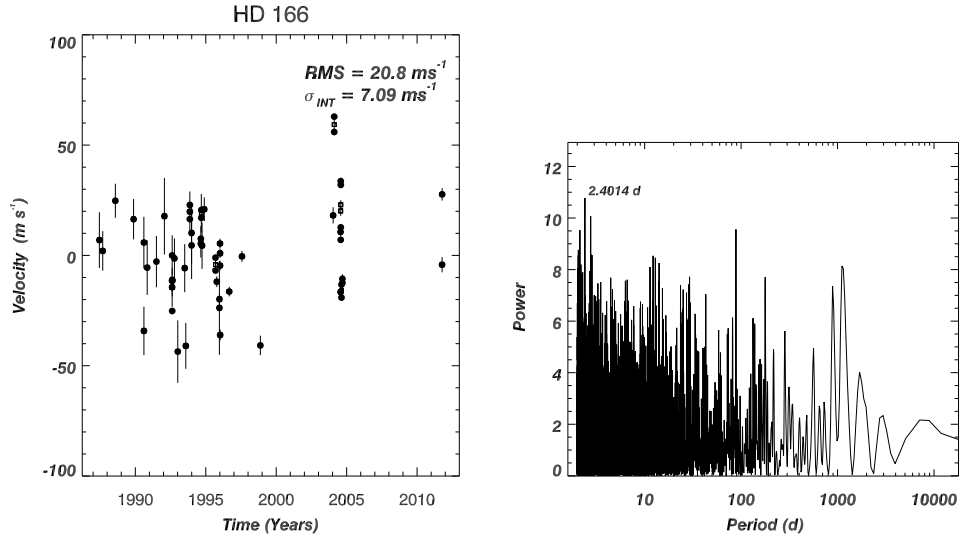 HD 166
100
50
0
-50
-100
Velocity (m s-1)
RMS = 20.8 ms-1
σ INT = 7.09 ms-1
1990 1995 2000 2005 2010
Time (Years)
12
10
8
6
4
2
0
Power
2.4014 d
10 100 1000 10000
Period (d)